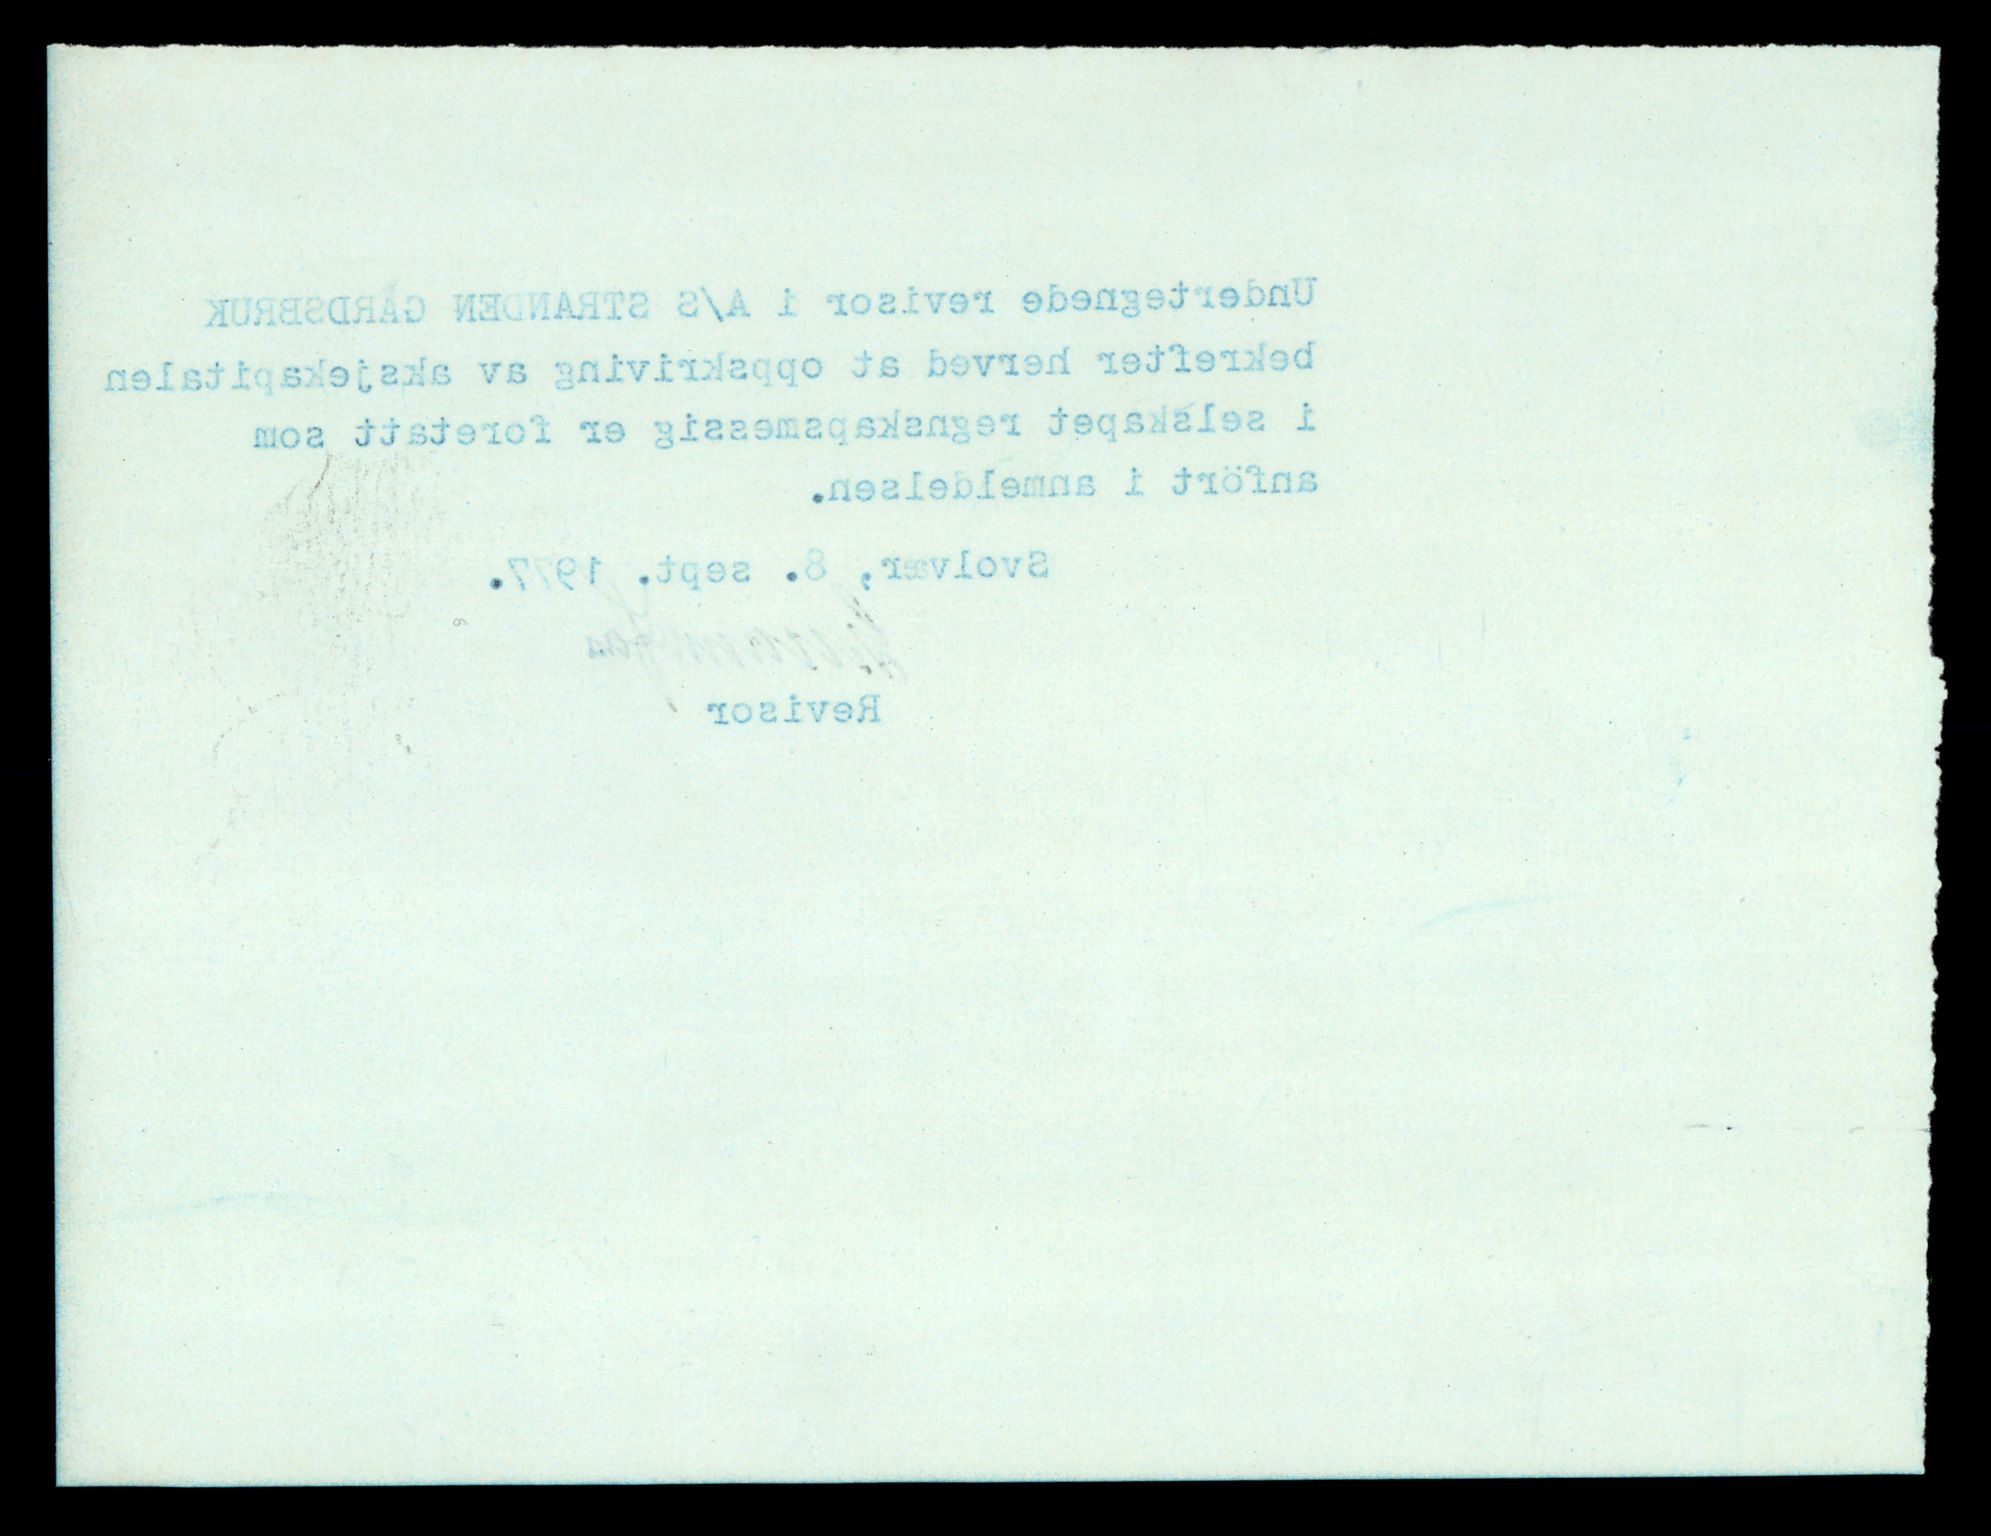 Undertegnede revisor i A/S STRANDEN GÅRDSBRUK
bekrefter herved at oppskriving av aksjekapitalen
i selskapet regnskapsmessig er foretatt som
anfört i anmeldelsen.
Svolvær, 8. sept. 1977.
Revisor